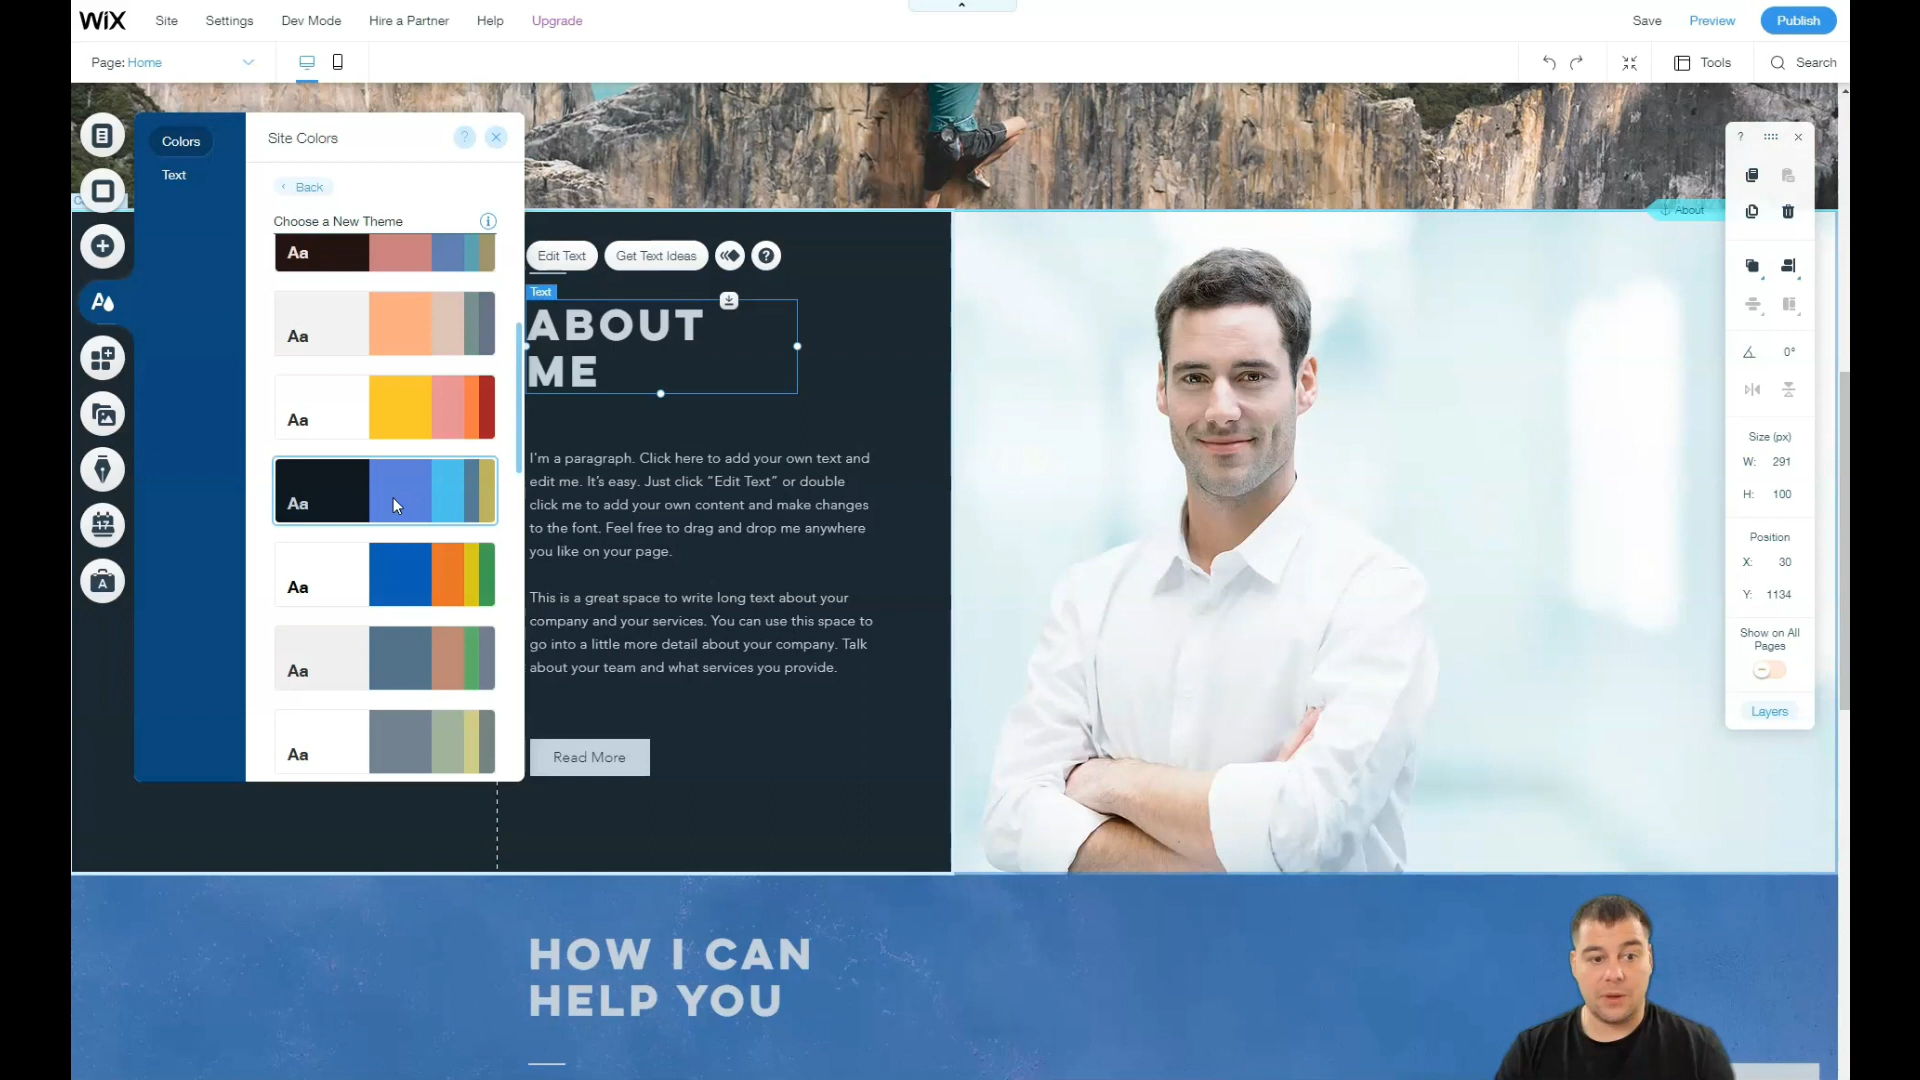 WiX
Site
Settings
Dev Mode
Hire a Partner
Help
Upgrade
Save
Preview
Publish
Page: Home
Tools
Search
Colors
Text
Site Colors
?
Back
Choose a New Theme
Aa
Aa
Aa
Aa
Aa
Aa
Aa
17
A
Edit Text
Get Text Ideas
?
Text
ABOUT
ME
I'm a paragraph. Click here to add your own text and
edit me. It's easy. Just click “Edit Text” or double
click me to add your own content and make changes
to the font. Feel free to drag and drop me anywhere
you like on your page.
This is a great space to write long text about your
company and your services. You can use this space to
go into a little more detail about your company. Talk
about your team and what services you provide.
Read More
HOW I CAN
HELP YOU
About
?
0°
Size (px)
W: 291
H: 100
Position
X: 30
Y: 1134
Show on All
Pages
Layers